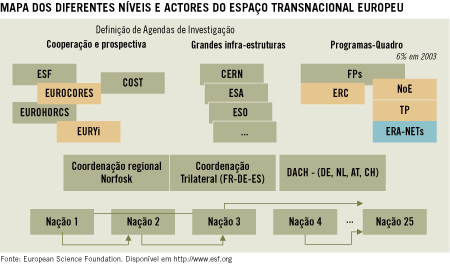 MAPA DOS DIFERENTES NÍVEIS E ACTORES DO ESPAÇO TRANSNACIONAL EUROPEU
Definição de Agendas de Investigação
Cooperação e prospectiva
Grandes infra-estruturas
Programas-Quadro
6% em 2003
ESF
COST
EUROCORES
EUROHORCS
EURYi
CERN
ESA
ESO
...
FPs
ERC
NoE
TP
ERA-NETs
Coordenação regional
Norfosk
Coordenação
Trilateral (FR-DE-ES)
DACH - (DE, NL, AT, CH)
Nação 1
Nação 2
Nação 3
Nação 4
...
Nação 25
Fonte: European Science Foundation. Disponível em http://www.esf.org